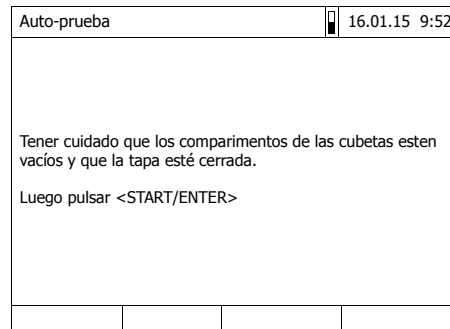 Auto-prueba 16.01.15 9:52
Tener cuidado que los comparimentos de las cubetas esten
vacíos y que la tapa esté cerrada.
Luego pulsar <START/ENTER>